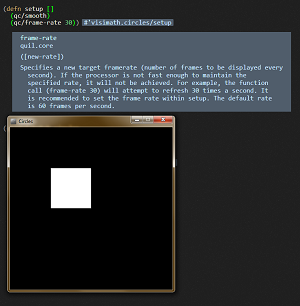 (defn setup []
(qc/smooth)
(qc/frame-rate 30)) #'visimath.circles/setup
frame-rate
quil.core
([new-rate])
Specifies a new target framerate (number of frames to be displayed every
second). If the processor is not fast enough to maintain the
specified rate, it will not be achieved. For example, the function
call (frame-rate 30) will attempt to refresh 30 times a second. It
is recommended to set the frame rate within setup. The default rate
is 60 frames per second.
(
Circles